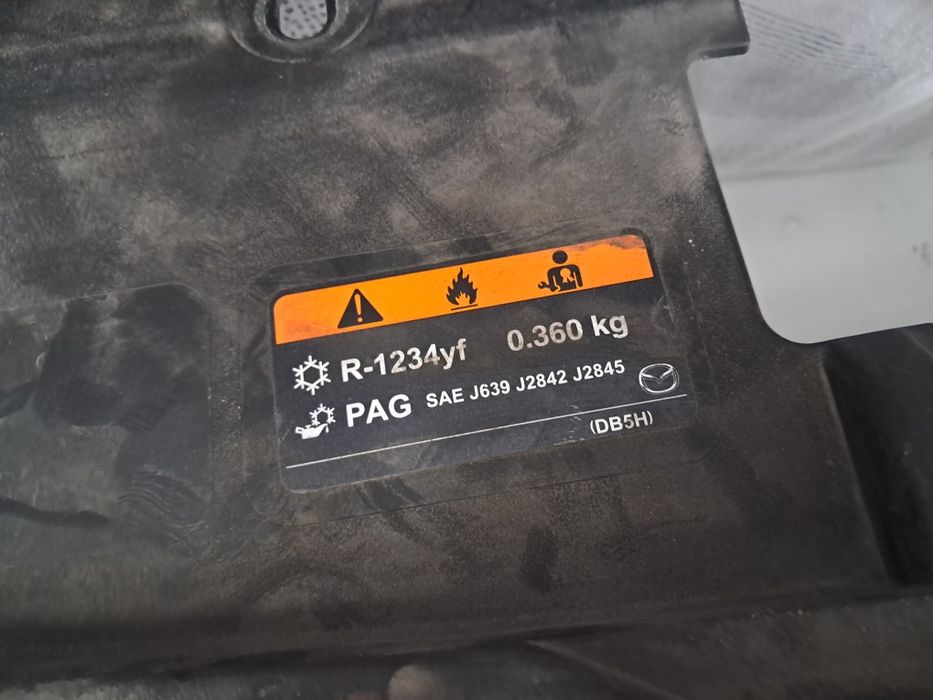 R-1234yf 0.360 kg
PAG SAE J639 J2842 J2845
(DB5H)